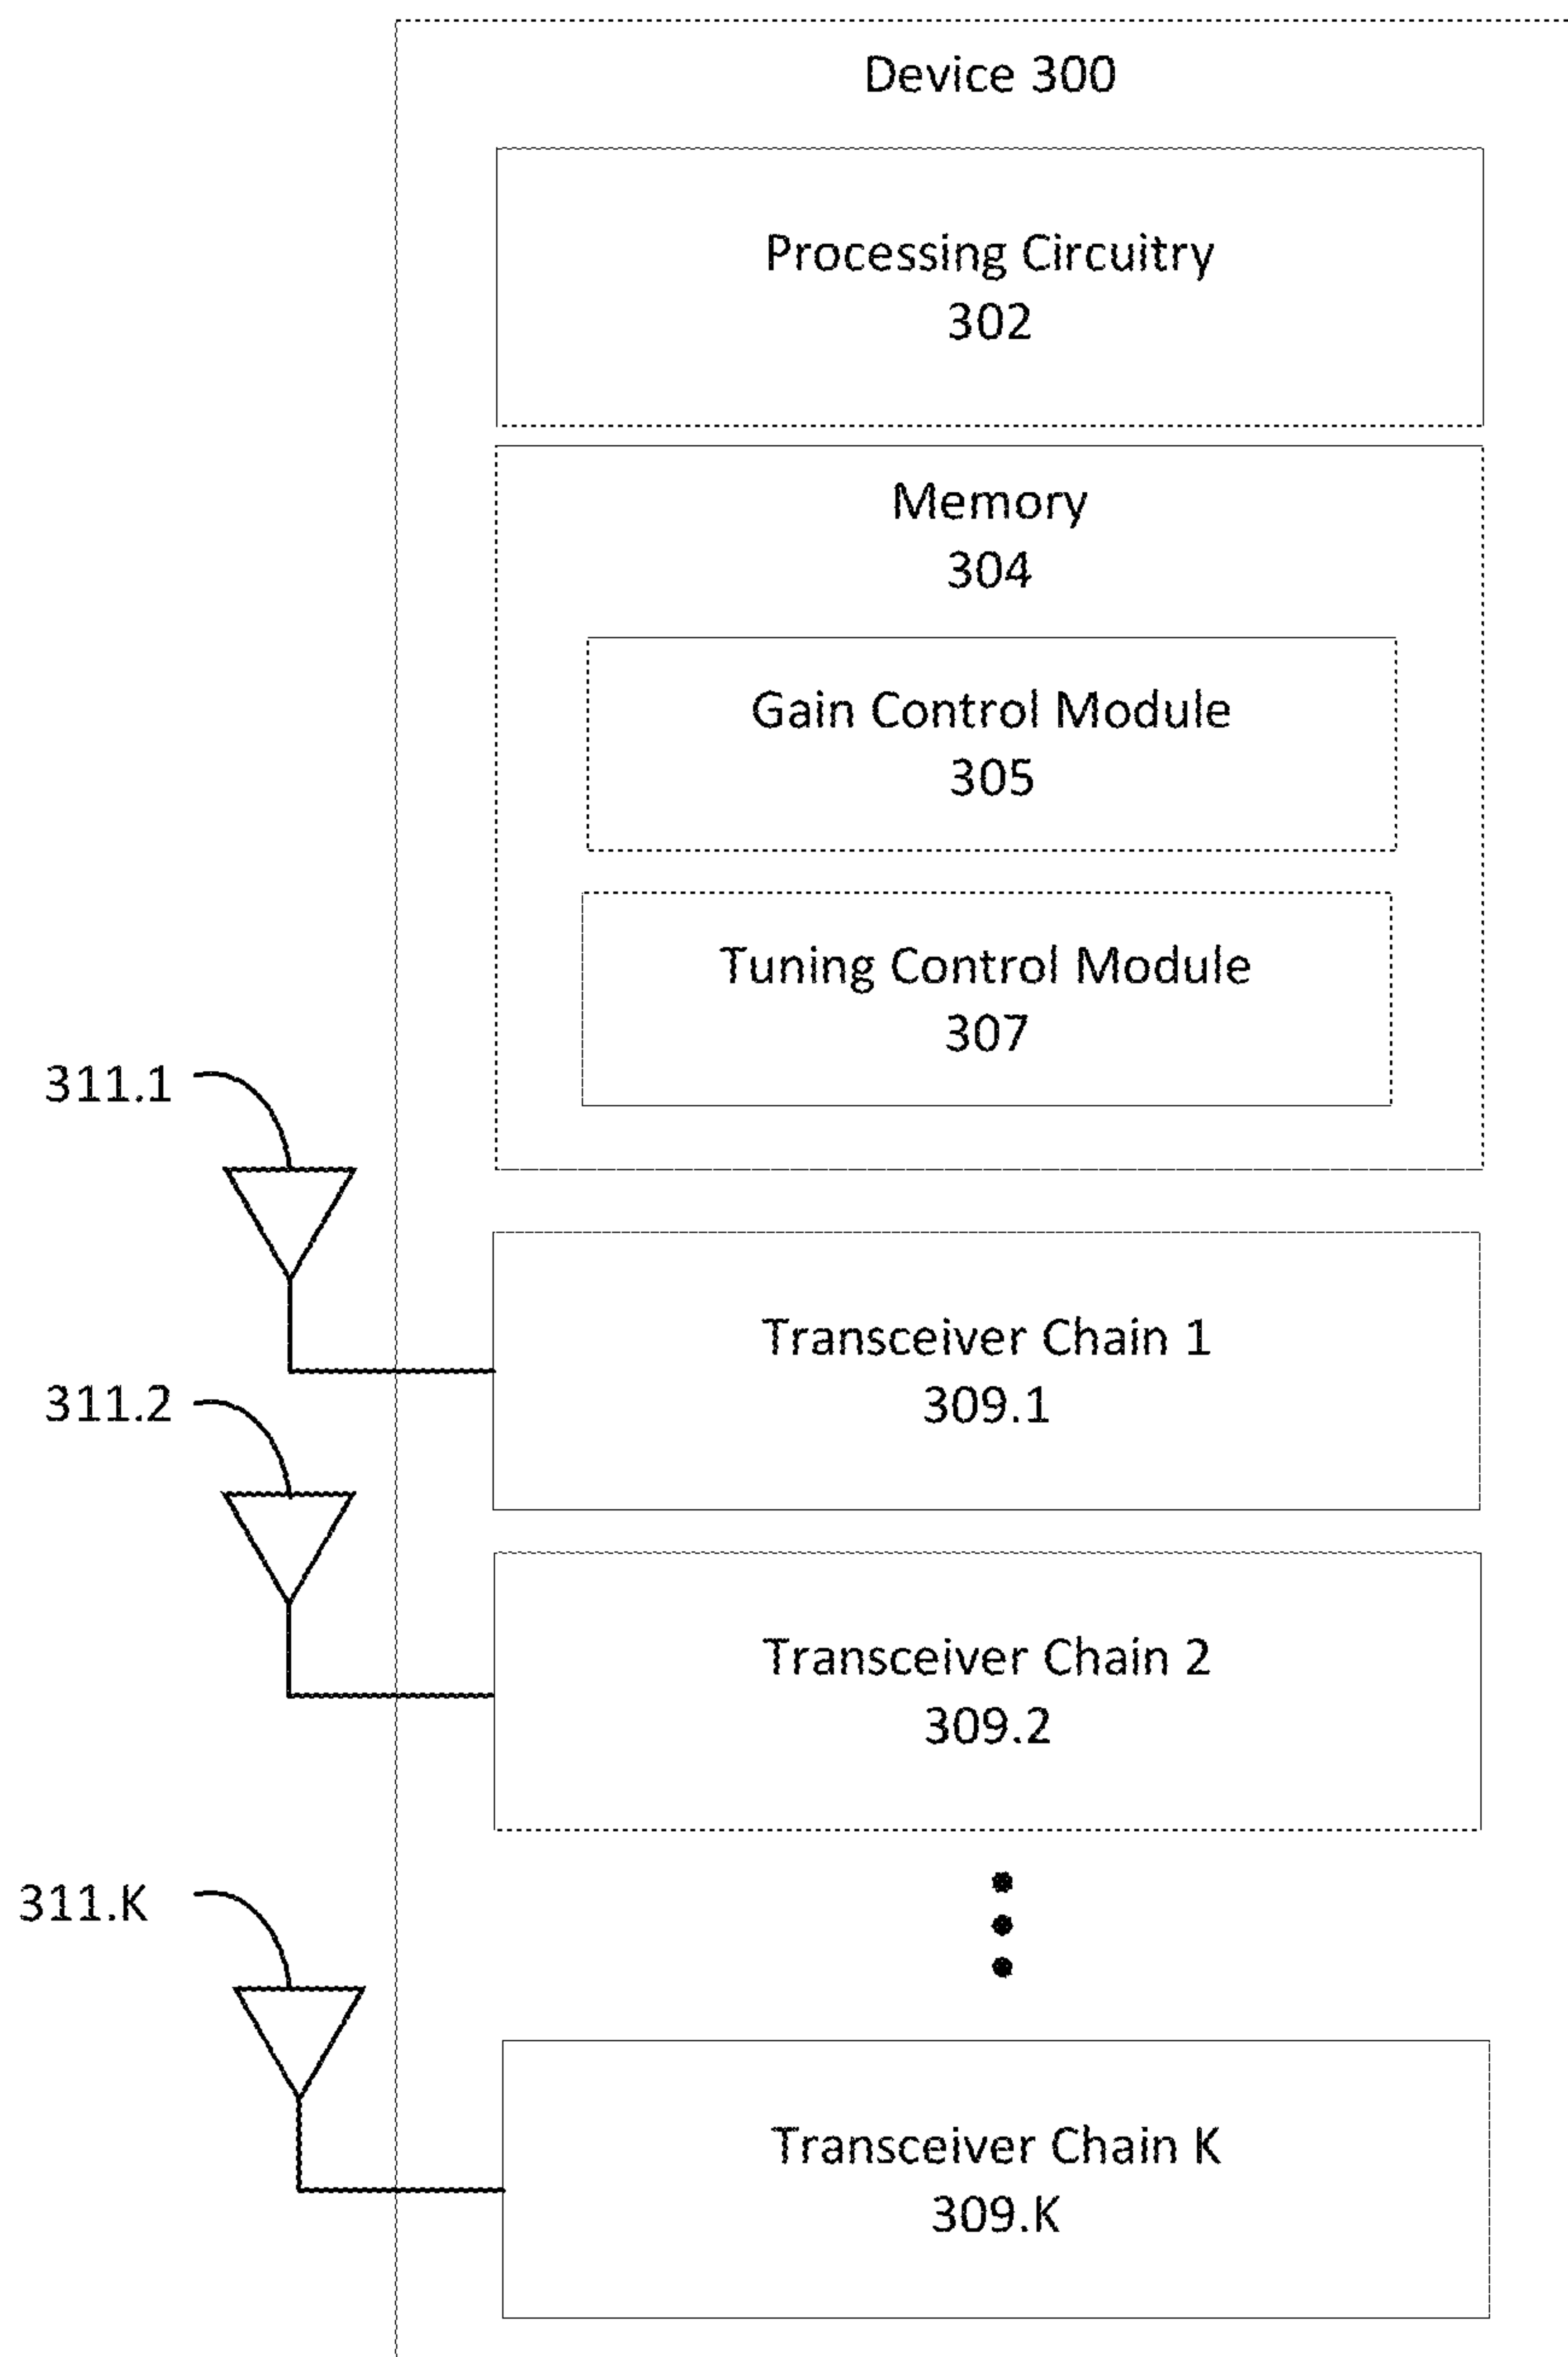 Device 300
Processing Circuitry
302
Memory
304
Gain Control Module
305
Tuning Control Module
307
311.1
Transceiver Chain 1
309.1
311.2
Transceiver Chain 2
309.2
311.K
Transceiver Chain K
309.K